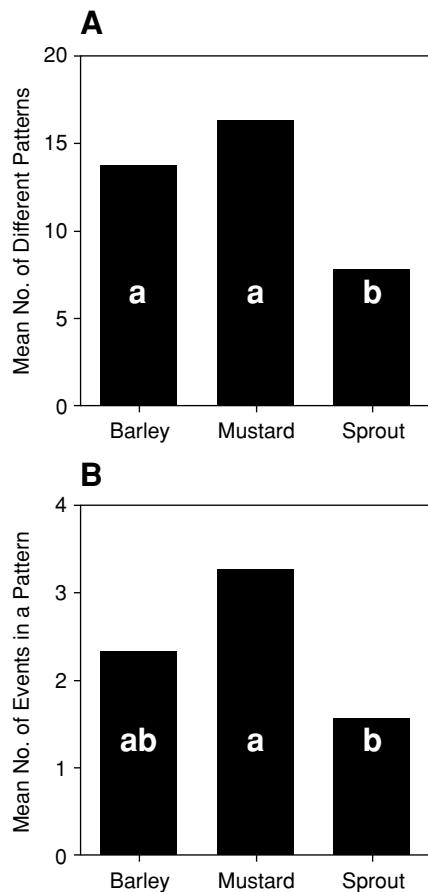 A
Mean No. of Different Patterns
20
15
10
5
0
a
a
b
Barley
Mustard
Sprout
B
Mean No. of Events in a Pattern
4
3
2
1
0
ab
a
b
Barley
Mustard
Sprout